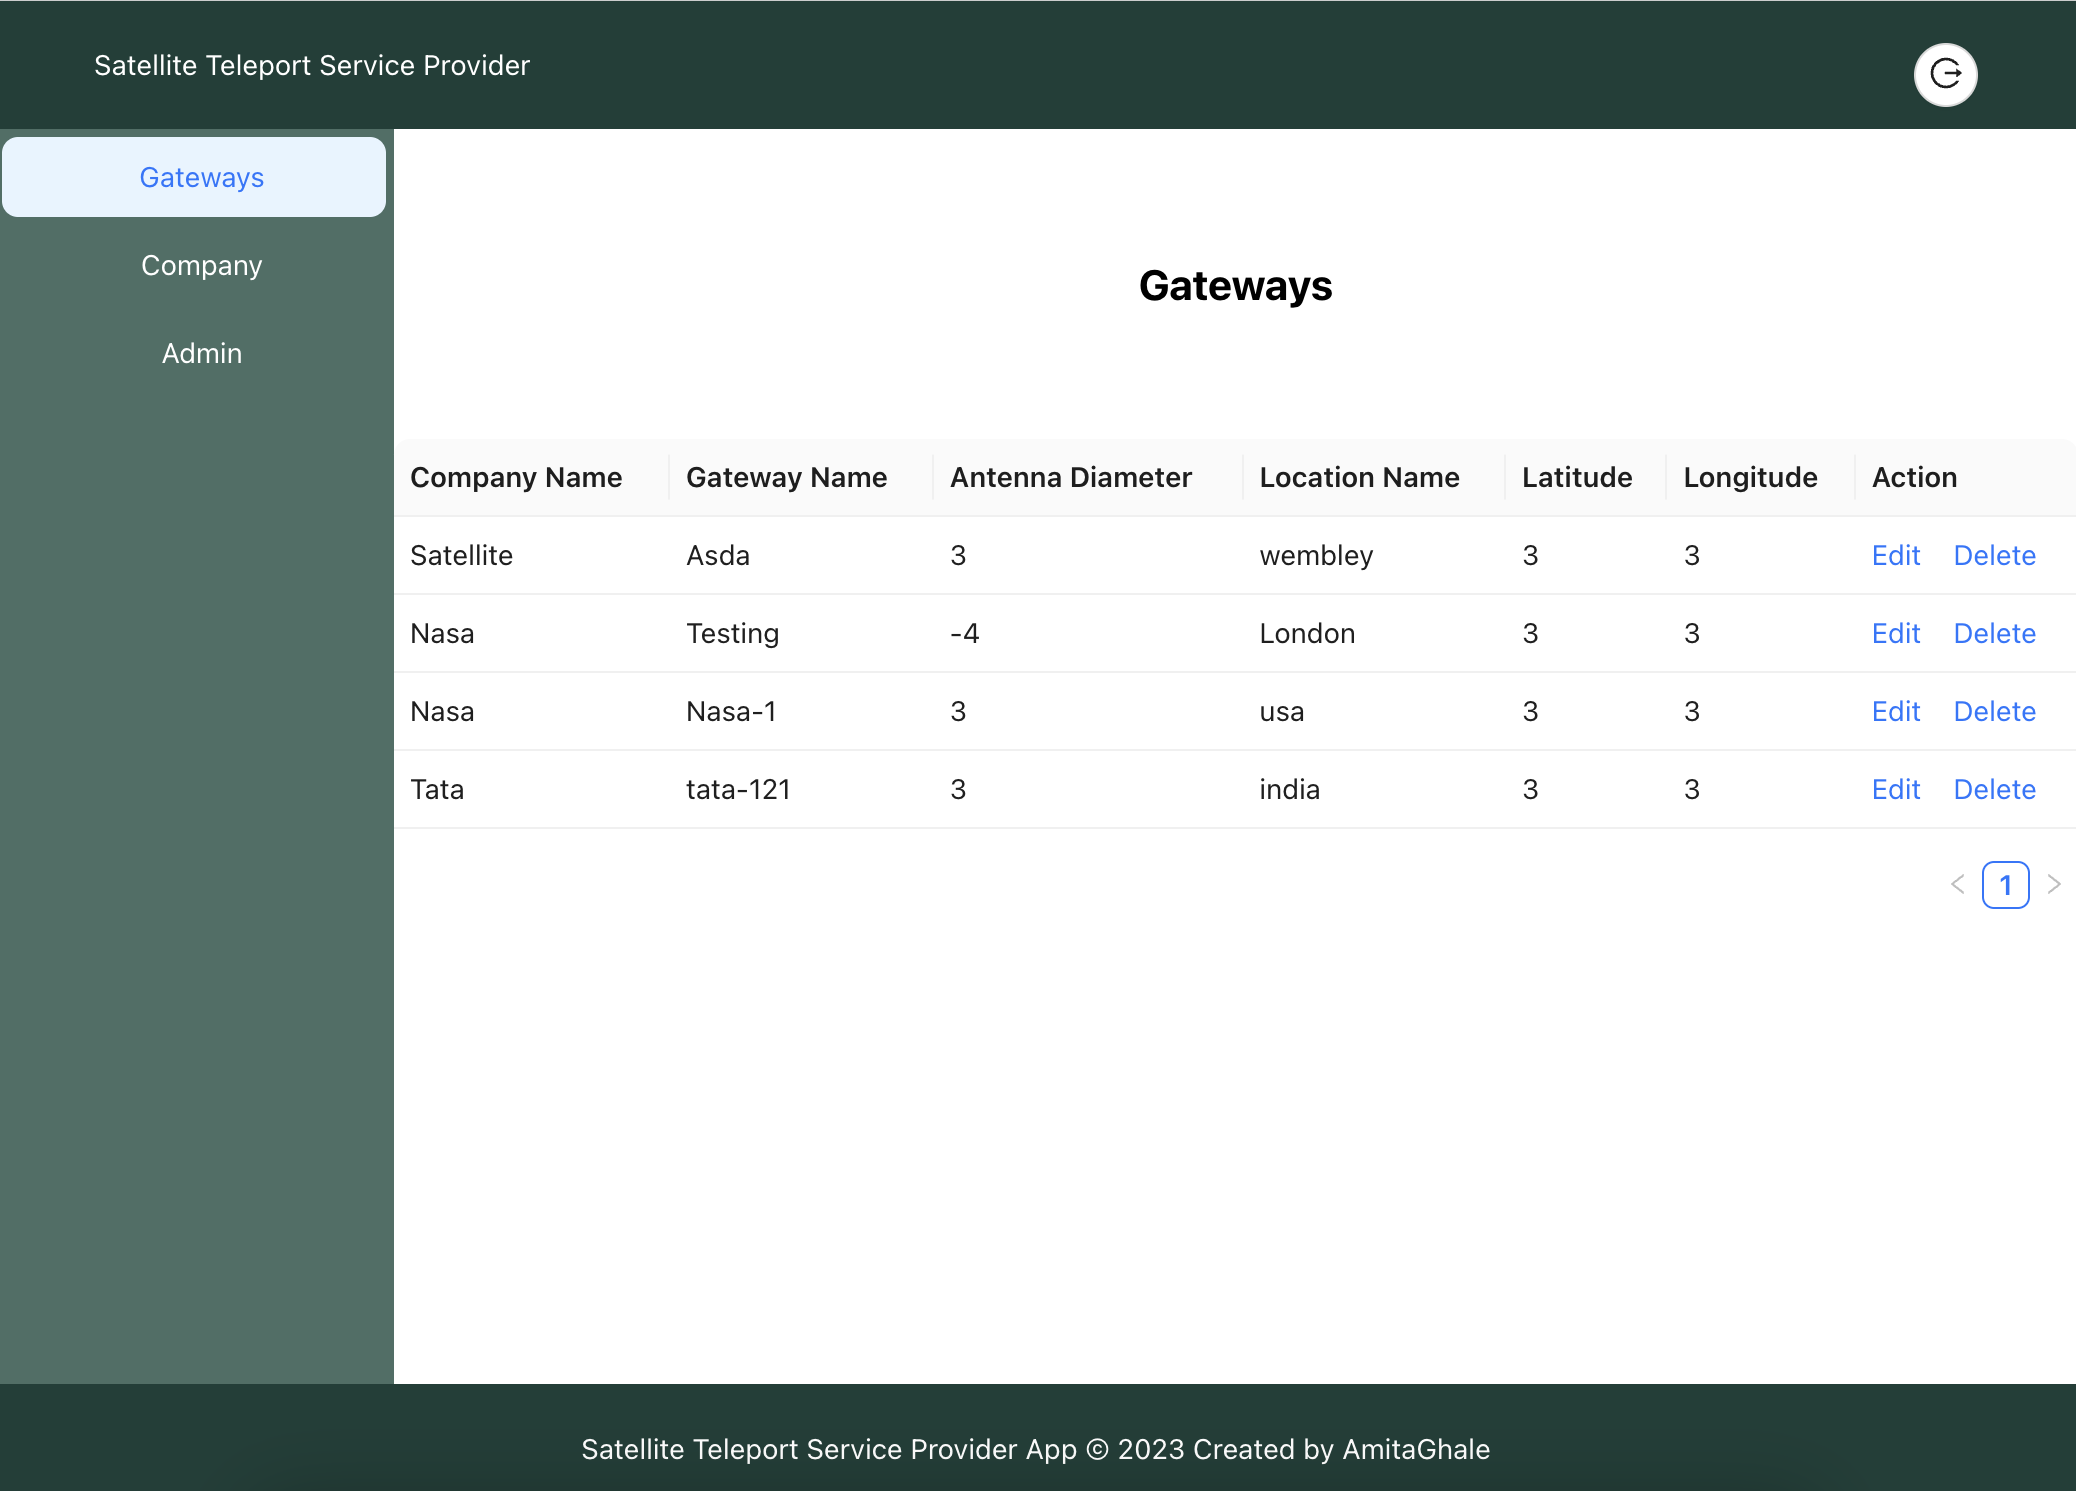 Satellite Teleport Service Provider
Gateways
Company
Admin
Gateways
Company Name Gateway Name Antenna Diameter Location Name Latitude Longitude Action
Satellite Asda 3 wembley 3 3 Edit Delete
Nasa Testing -4 London 3 3 Edit Delete
Nasa Nasa-1 3 usa 3 3 Edit Delete
Tata tata-121 3 india 3 3 Edit Delete
< 1 >
Satellite Teleport Service Provider App © 2023 Created by AmitaGhale